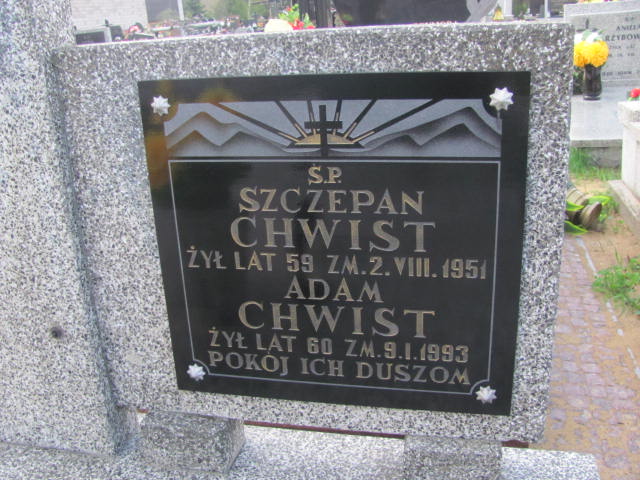 Ś.P.
SZCZEPAN
CHWIST
ŻYŁ LAT 59 ZM. 2. VIII. 1951
ADAM
CHWIST
ŻYŁ LAT 60 ZM. 9. I. 1993
POKÓJ ICH DUSZOM
ANIELA